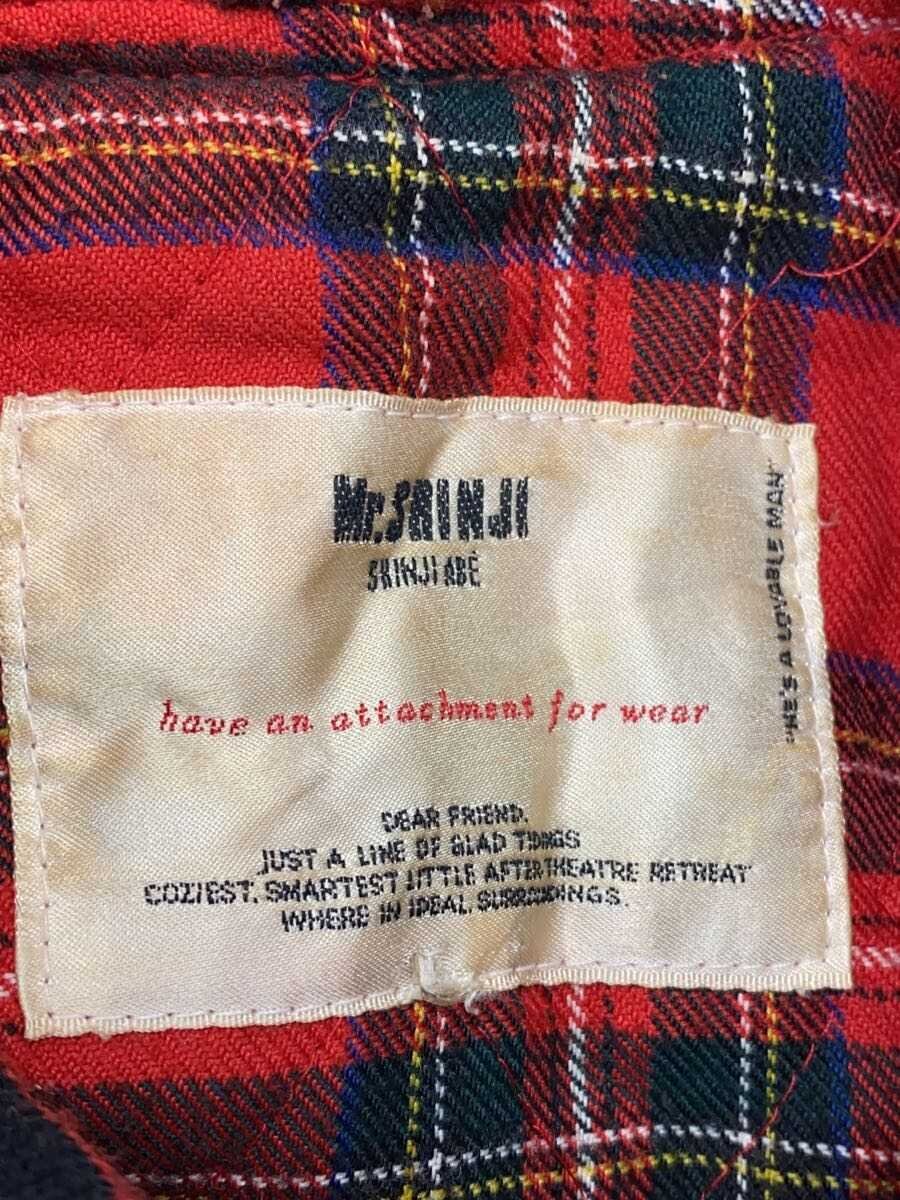 Mr.SHINJI
SHINJI ABÉ
"HE'S A LOVABLE MAN"
have an attachment for wear
DEAR FRIEND.
JUST A LINE OF GLAD TIDINGS
COZIEST. SMARTEST LITTLE AFTER THEATRE RETREAT
WHERE IN IDEAL SURROUNDINGS.